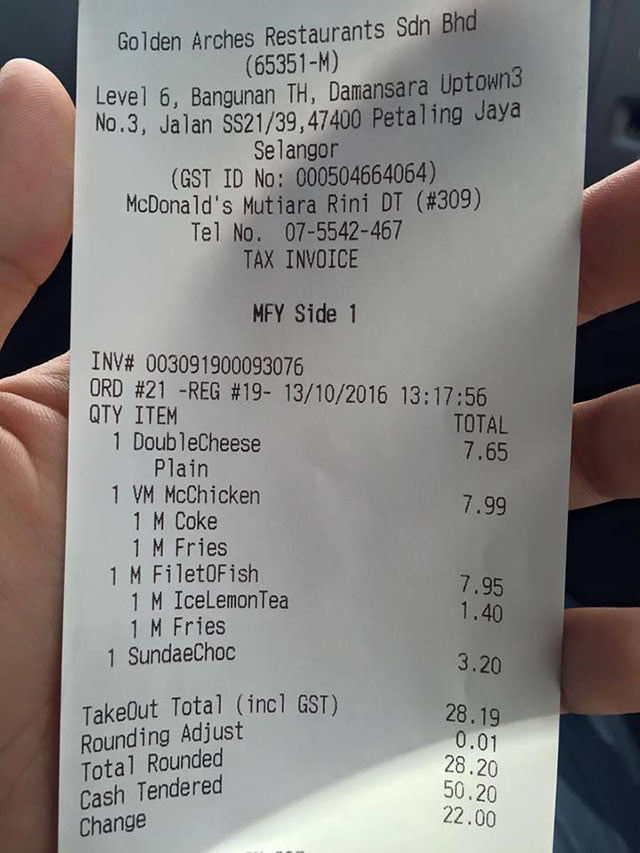 Golden Arches Restaurants Sdn Bhd
(65351-M)
Level 6, Bangunan TH, Damansara Uptown3
No.3, Jalan SS21/39,47400 Petaling Jaya
Selangor
(GST ID No: 000504664064)
McDonald's Mutiara Rini DT (#309)
Tel No. 07-5542-467
TAX INVOICE
MFY Side 1
INV# 003091900093076
ORD #21 -REG #19- 13/10/2016 13:17:56
QTY ITEM TOTAL
1 DoubleCheese 7.65
Plain
1 VM McChicken 7.99
1 M Coke
1 M Fries
1 M FiletOFish 7.95
1 M IceLemonTea 1.40
1 M Fries
1 SundaeChoc 3.20
TakeOut Total (incl GST) 28.19
Rounding Adjust 0.01
Total Rounded 28.20
Cash Tendered 50.20
Change 22.00